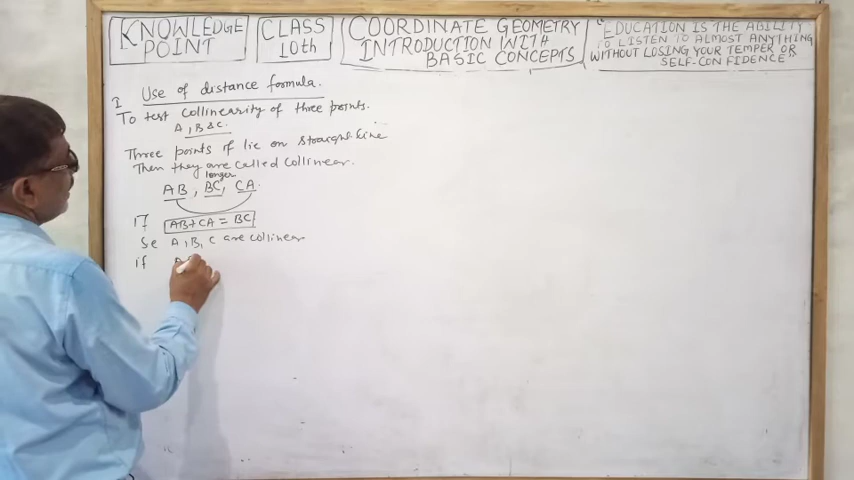 KNOWLEDGE POINT
CLASS 10th
COORDINATE GEOMETRY
INTRODUCTION WITH
BASIC CONCEPTS
"EDUCATION IS THE ABILITY
TO LISTEN TO ALMOST ANYTHING
WITHOUT LOSING YOUR TEMPER OR
SELF-CONFIDENCE"
1 Use of distance formula.
To test collinearity of three points.
A, B & C.
Three points if lie on straight line
Then they are called collinear.
longer
AB, BC, CA.
if AB+CA = BC
So A, B, C are collinear
if